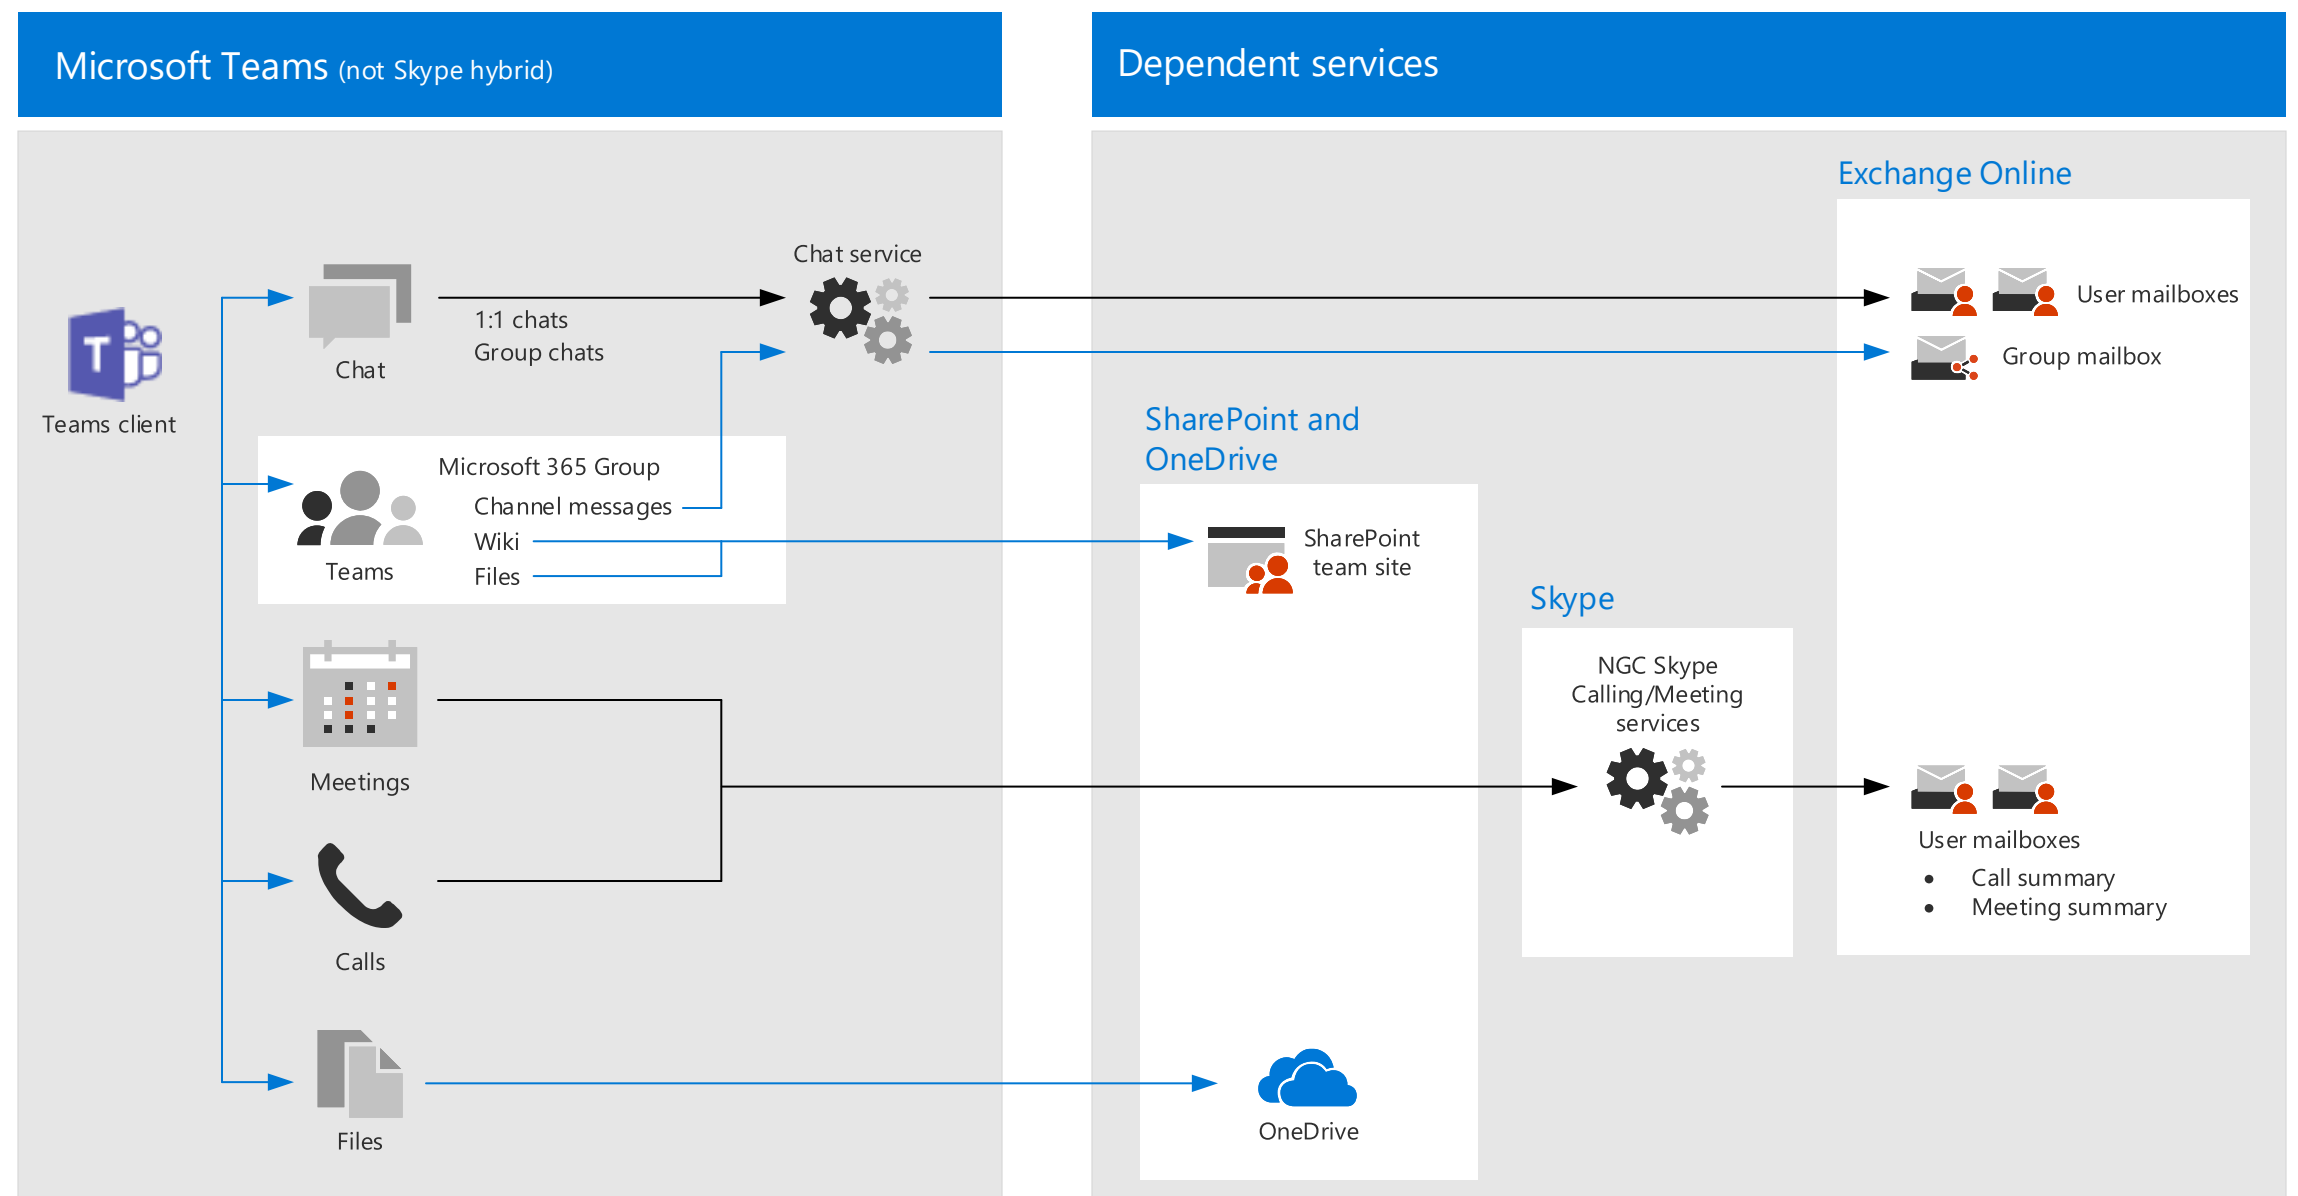 Microsoft Teams (not Skype hybrid)
Dependent services
Exchange Online
Chat service
User mailboxes
1:1 chats
Group chats
Chat
Group mailbox
T
Teams client
SharePoint and
OneDrive
Microsoft 365 Group
Channel messages
Wiki
Files
Teams
SharePoint
team site
Skype
NGC Skype
Calling/Meeting
services
Meetings
User mailboxes
• Call summary
• Meeting summary
Calls
OneDrive
Files